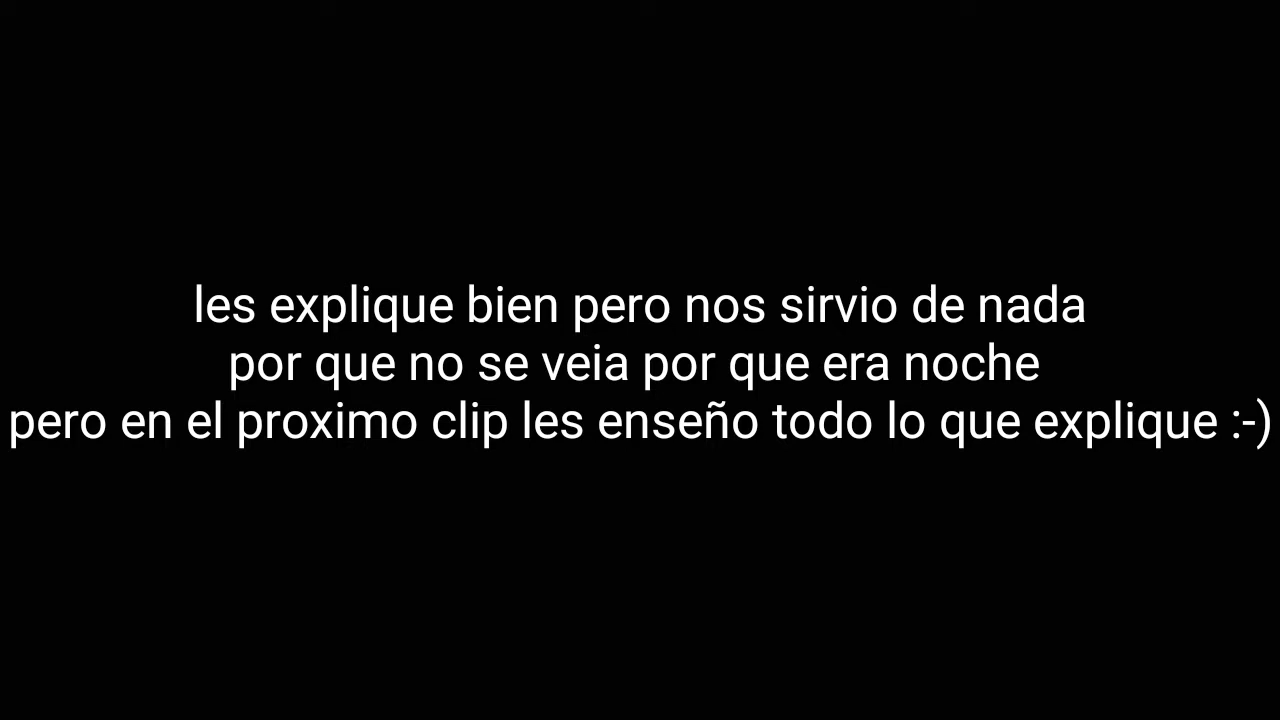 les explique bien pero nos sirvio de nada
por que no se veia por que era noche
pero en el proximo clip les enseño todo lo que explique :-)